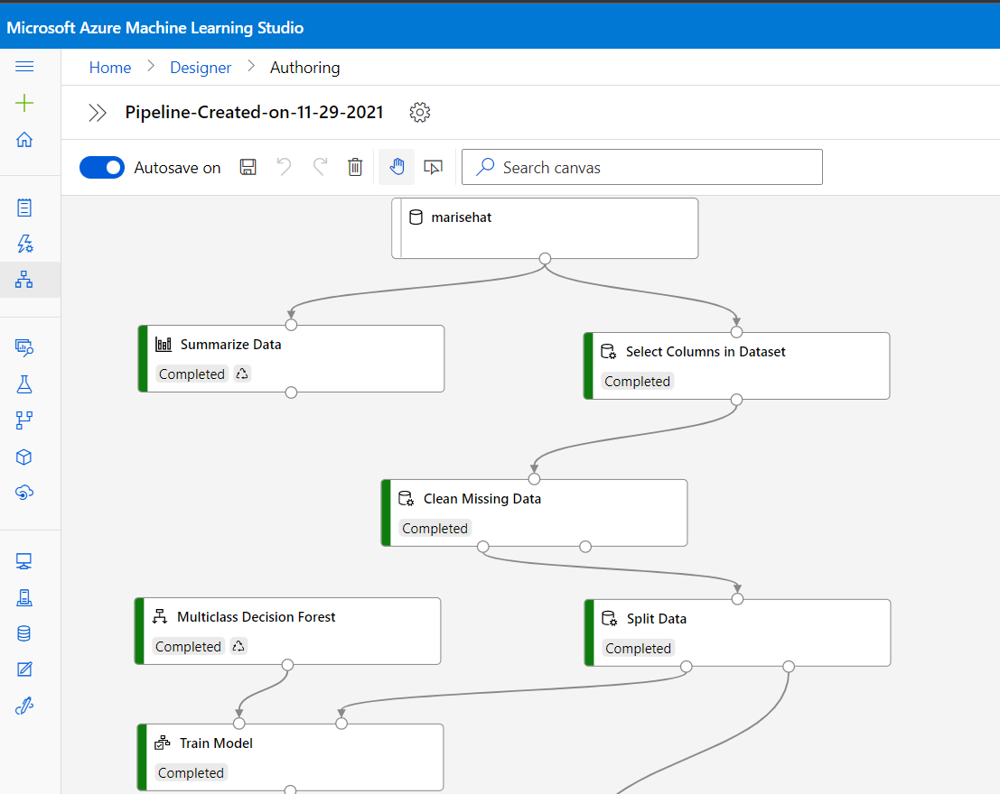 Microsoft Azure Machine Learning Studio
Home > Designer > Authoring
Pipeline-Created-on-11-29-2021
Autosave on
Search canvas
marisehat
Summarize Data
Completed
Select Columns in Dataset
Completed
Clean Missing Data
Completed
Multiclass Decision Forest
Completed
Split Data
Completed
Train Model
Completed